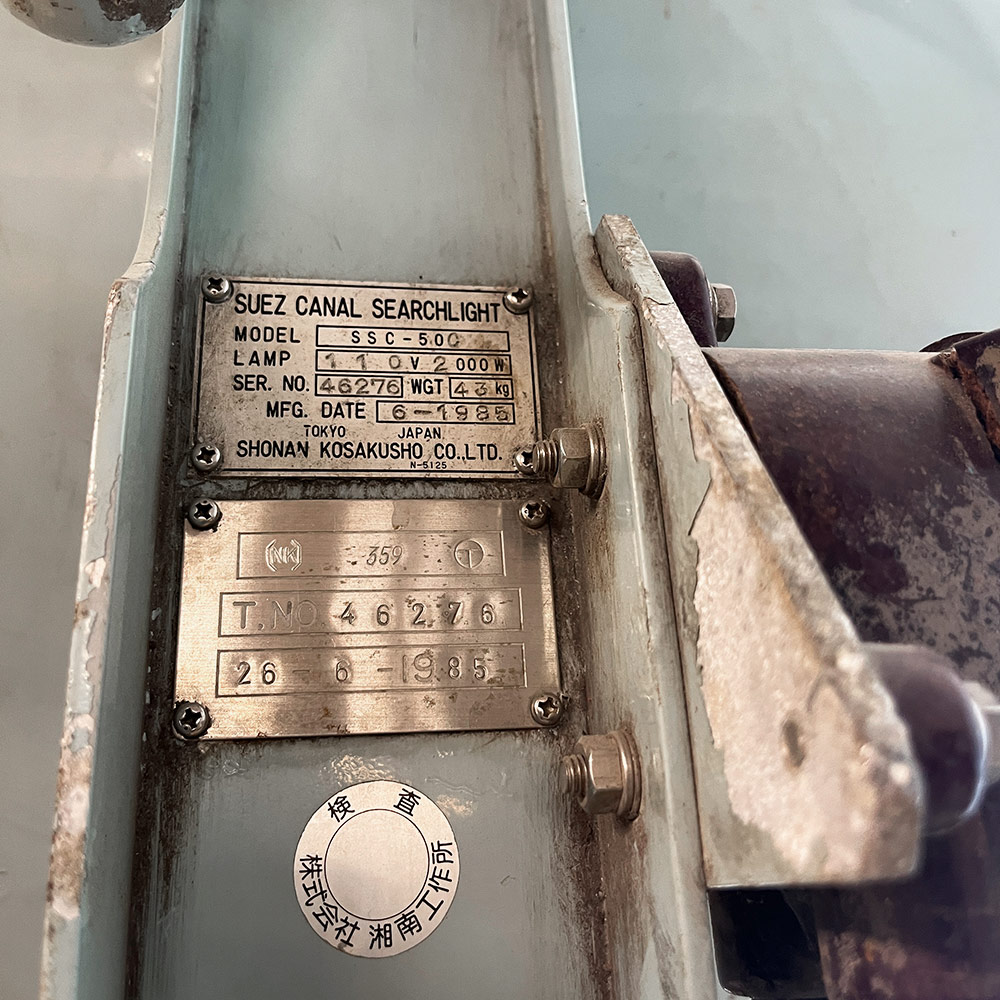 SUEZ CANAL SEARCHLIGHT
MODEL SSC-500
LAMP 110 V 2000 W
SER. NO. 46276 WGT 43 kg
MFG. DATE 6-1985
TOKYO JAPAN.
SHONAN KOSAKUSHO CO.,LTD.
N-5125
NK 359 T
T. NO 46276
26-6-1985
検査
株式会社 湘南工作所